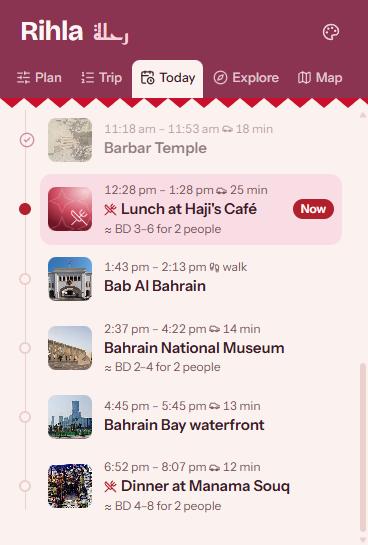 Rihla رحلة
Plan Trip Today Explore Map
11:18 am – 11:53 am 18 min
Barbar Temple
12:28 pm – 1:28 pm 25 min
Lunch at Haji's Café Now
≈ BD 3–6 for 2 people
1:43 pm – 2:13 pm walk
Bab Al Bahrain
2:37 pm – 4:22 pm 14 min
Bahrain National Museum
≈ BD 2–4 for 2 people
4:45 pm – 5:45 pm 13 min
Bahrain Bay waterfront
6:52 pm – 8:07 pm 12 min
Dinner at Manama Souq
≈ BD 4–8 for 2 people